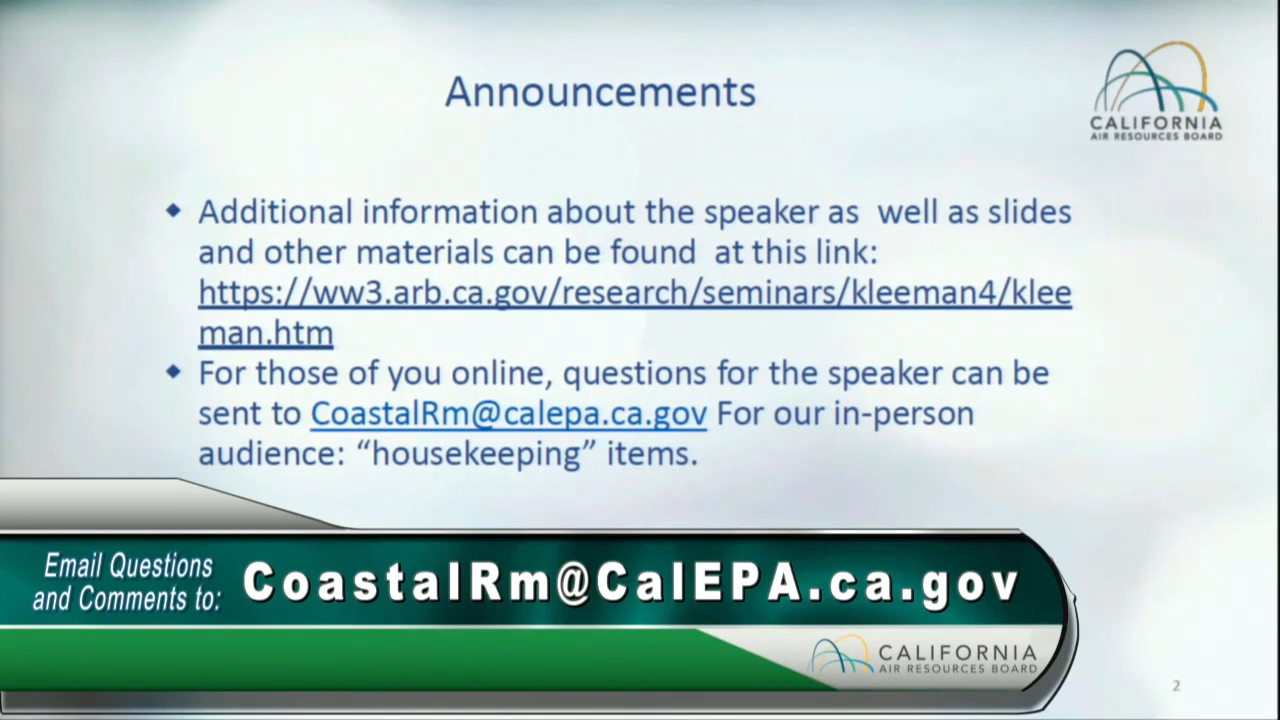 Announcements
CALIFORNIA
AIR RESOURCES BOARD
◆ Additional information about the speaker as well as slides
and other materials can be found at this link:
https://ww3.arb.ca.gov/research/seminars/kleeman4/klee
man.htm
◆ For those of you online, questions for the speaker can be
sent to CoastalRm@calepa.ca.gov For our in-person
audience: “housekeeping” items.
Email Questions
and Comments to:
CoastalRm@CalEPA.ca.gov
CALIFORNIA
AIR RESOURCES BOARD
2